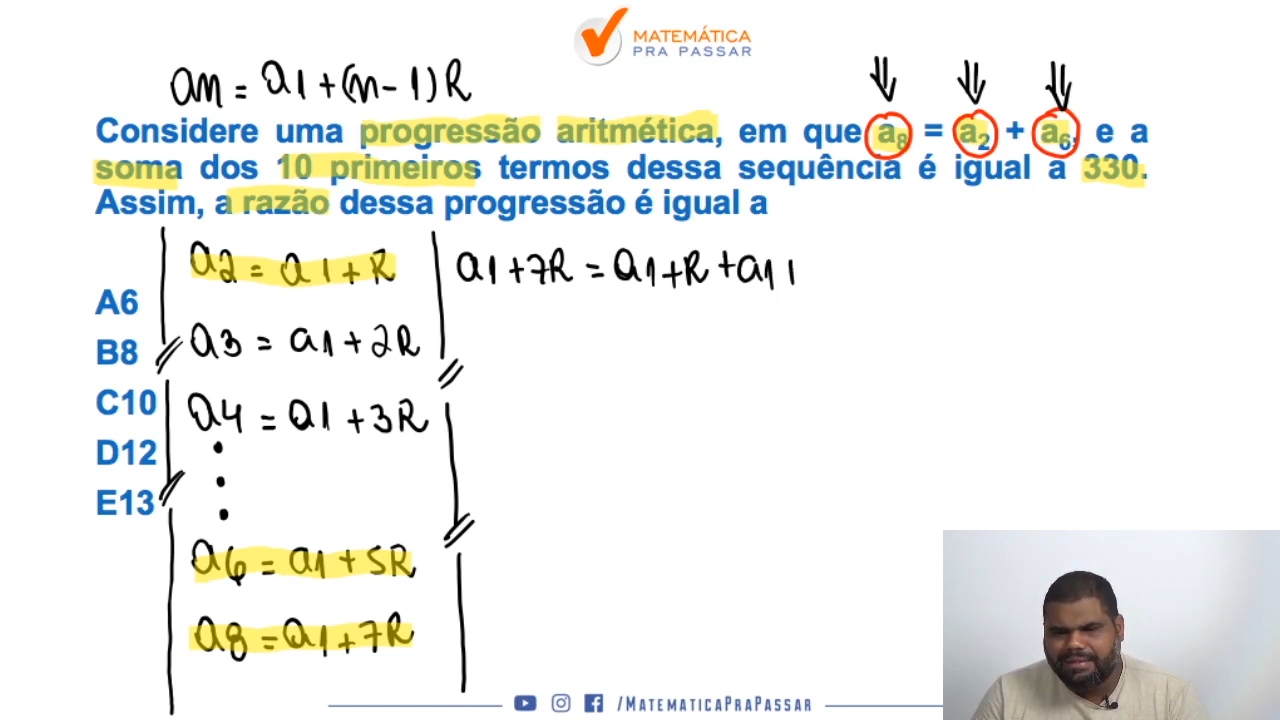 MATEMÁTICA
PRA PASSAR
an = a1 + (n - 1) R
Considere uma progressão aritmética, em que a₈ = a₂ + a₆, e a
soma dos 10 primeiros termos dessa sequência é igual a 330.
Assim, a razão dessa progressão é igual a
A6
B8
C10
D12
E13
a2 = a1 + R
a3 = a1 + 2R
a4 = a1 + 3R
a6 = a1 + 5R
a8 = a1 + 7R
a1 + 7R = a1 + R + a1
/MATEMATICAPRAPASSAR